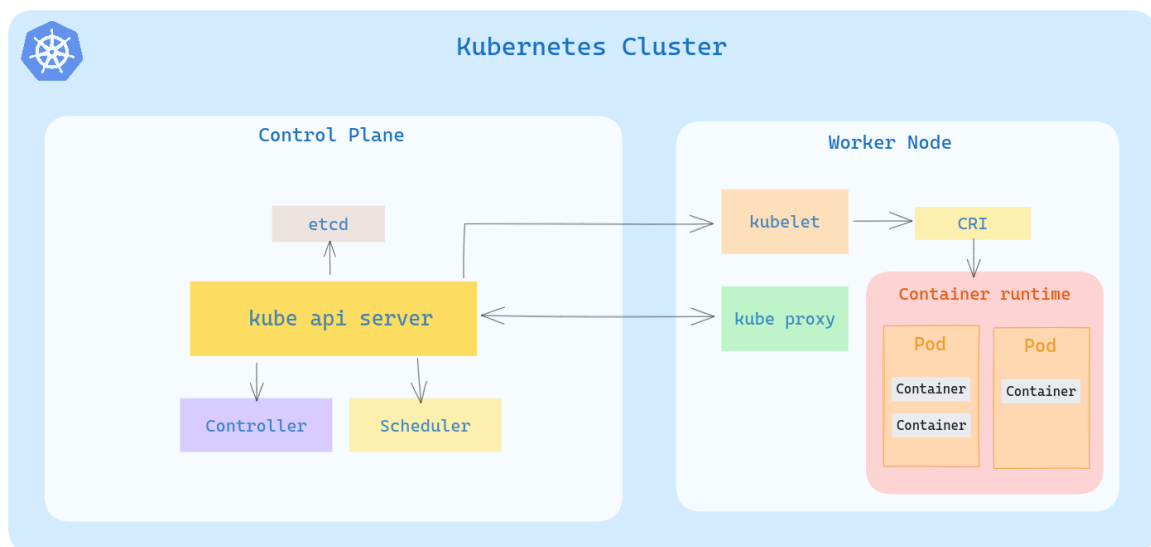 Kubernetes Cluster
Control Plane
etcd
kube api server
Controller
Scheduler
Worker Node
kubelet
CRI
kube proxy
Container runtime
Pod
Container
Container
Pod
Container